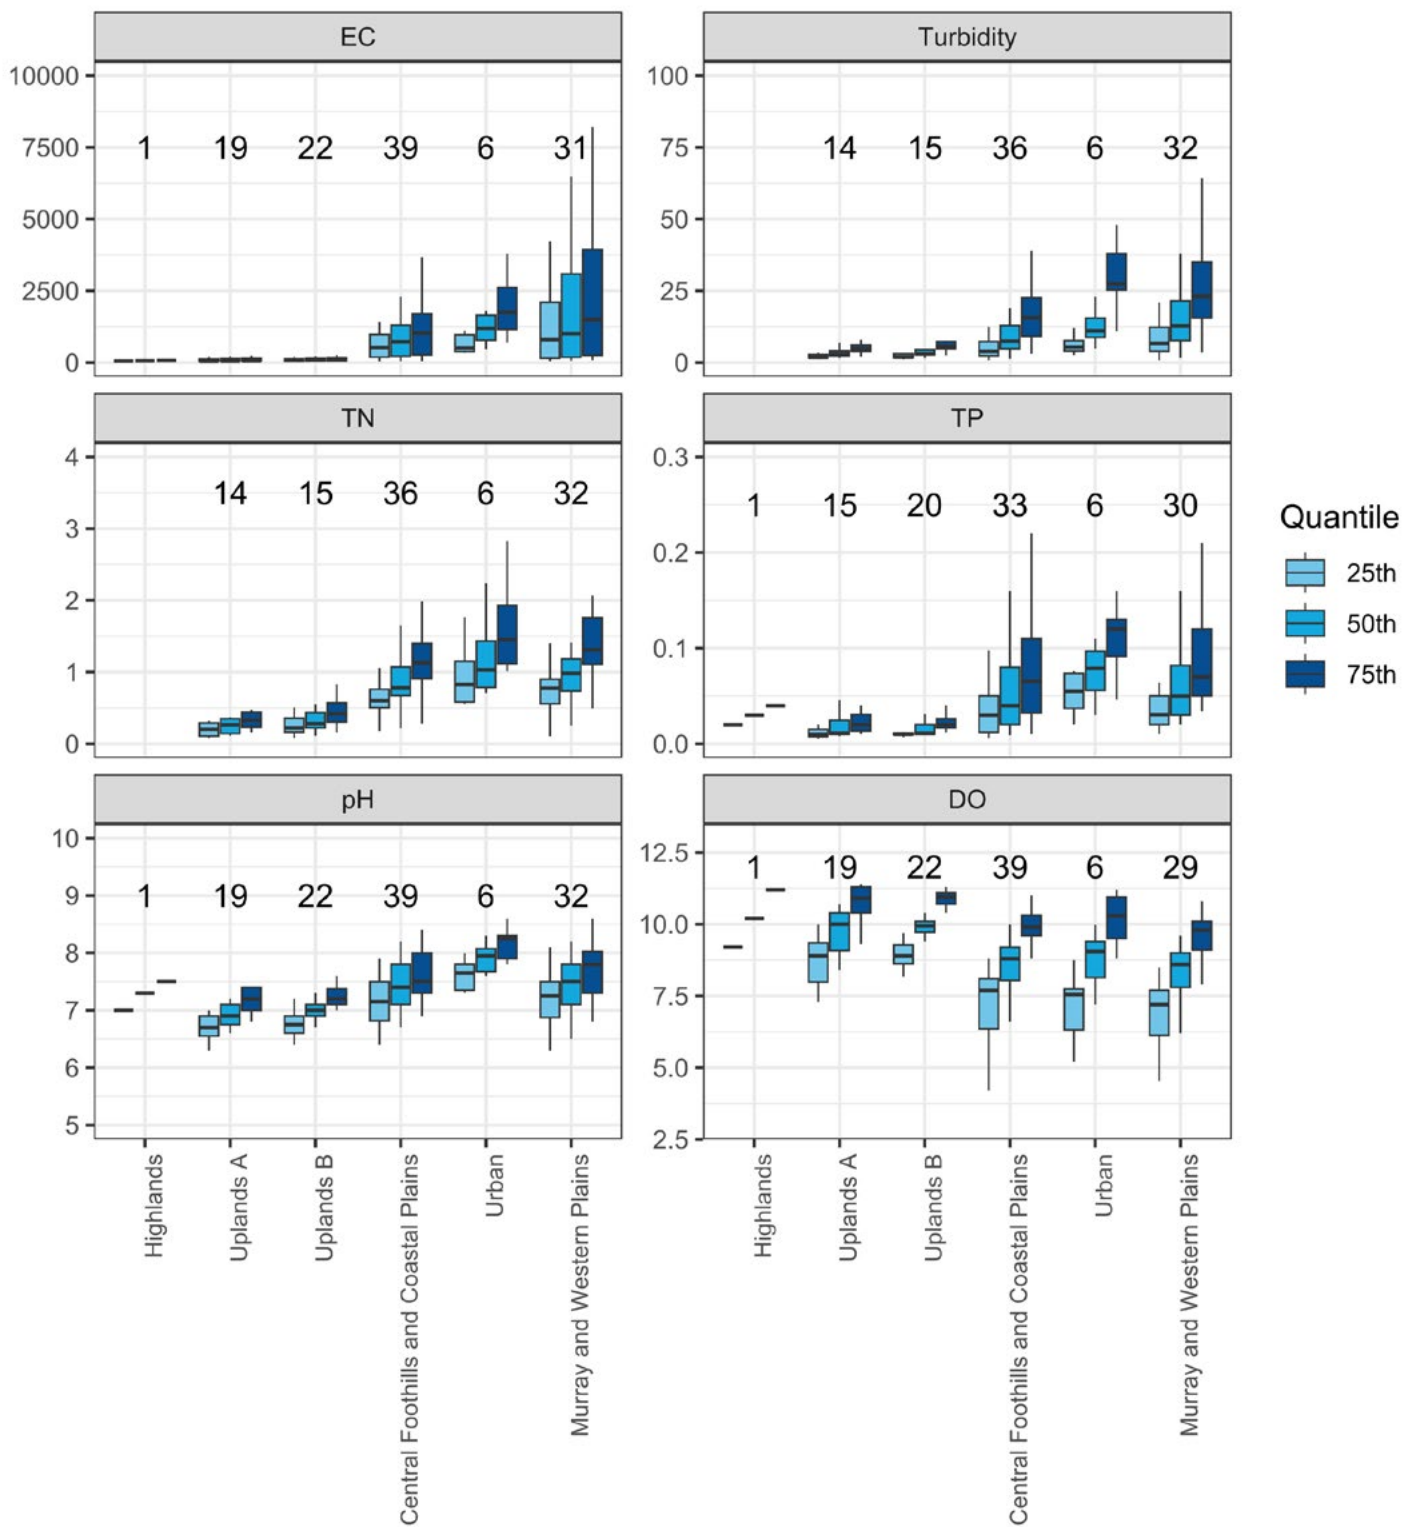 EC
10000
7500
5000
2500
0
1 19 22 39 6 31
Turbidity
100
75
50
25
0
14 15 36 6 32
TN
4
3
2
1
0
14 15 36 6 32
TP
0.3
0.2
0.1
0.0
1 15 20 33 6 30
pH
10
9
8
7
6
5
1 19 22 39 6 32
DO
12.5
10.0
7.5
5.0
2.5
1 19 22 39 6 29
Highlands
Uplands A
Uplands B
Central Foothills and Coastal Plains
Urban
Murray and Western Plains
Highlands
Uplands A
Uplands B
Central Foothills and Coastal Plains
Urban
Murray and Western Plains
Quantile
25th
50th
75th